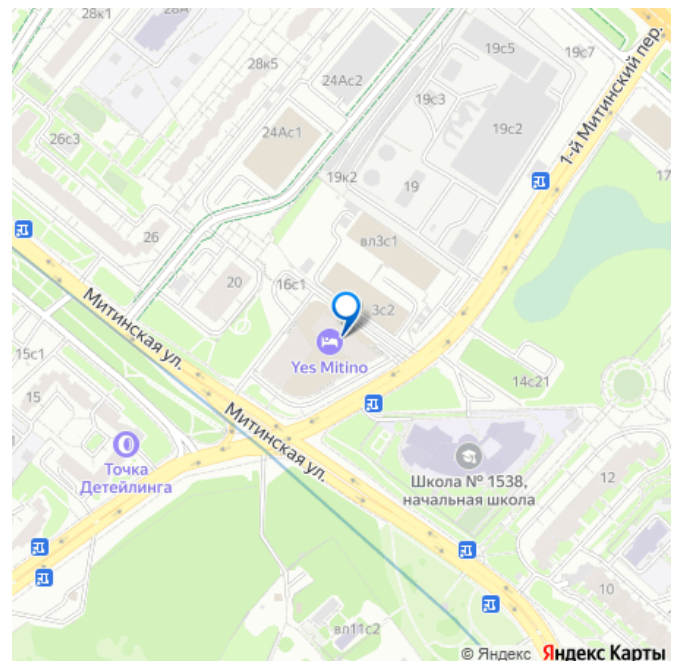 28к1
28А
19с5
19с7
28к5
24Ас2
1-й Митинский пер.
19с3
24Ас1
19с2
26с3
19к2
19
17
26
вл3с1
20
16с1
3с2
Митинская ул.
Yes Mitino
15с1
15
14с21
Митинская ул.
Точка
Детейлинга
Школа № 1538,
начальная школа
12
10
вл11с2
© Яндекс Яндекс Карты